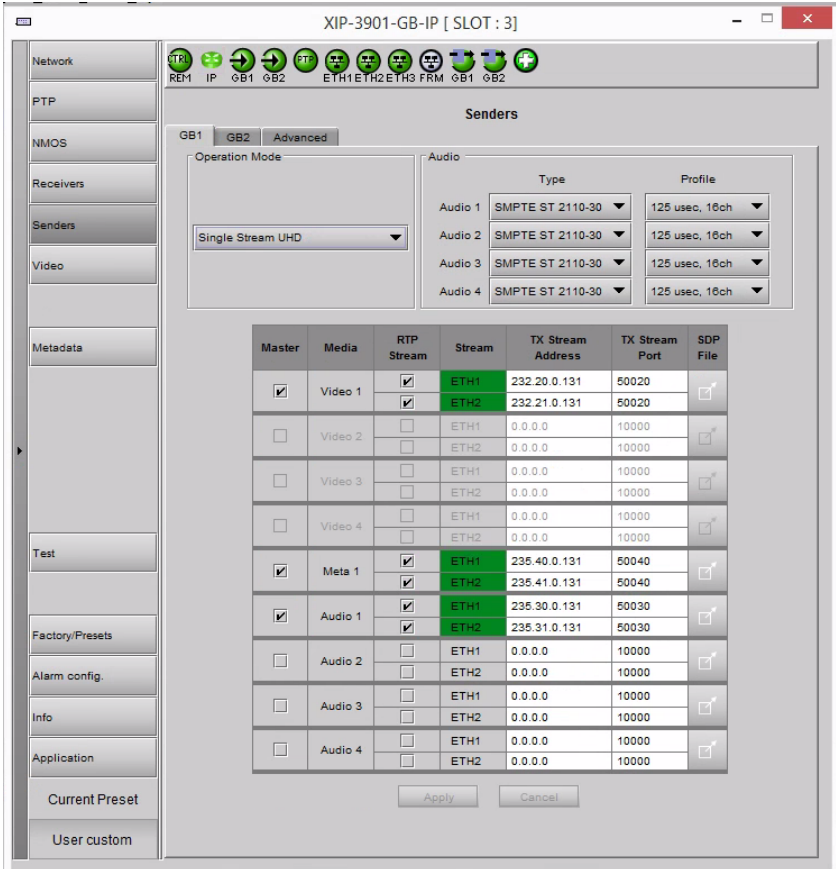 XIP-3901-GB-IP [ SLOT : 3]
Network
PTP
NMOS
Receivers
Senders
Video
Metadata
Test
Factory/Presets
Alarm config.
Info
Application
Current Preset
User custom
CTRL PTP
REM IP GB1 GB2 ETH1 ETH2 ETH3 FRM GB1 GB2
Senders
GB1 GB2 Advanced
Operation Mode
Single Stream UHD
Audio
Type Profile
Audio 1 SMPTE ST 2110-30 125 usec, 16ch
Audio 2 SMPTE ST 2110-30 125 usec, 16ch
Audio 3 SMPTE ST 2110-30 125 usec, 16ch
Audio 4 SMPTE ST 2110-30 125 usec, 16ch
Master Media RTP Stream Stream TX Stream Address TX Stream Port SDP File
Video 1 ETH1 232.20.0.131 50020
ETH2 232.21.0.131 50020
Video 2 ETH1 0.0.0.0 10000
ETH2 0.0.0.0 10000
Video 3 ETH1 0.0.0.0 10000
ETH2 0.0.0.0 10000
Video 4 ETH1 0.0.0.0 10000
ETH2 0.0.0.0 10000
Meta 1 ETH1 235.40.0.131 50040
ETH2 235.41.0.131 50040
Audio 1 ETH1 235.30.0.131 50030
ETH2 235.31.0.131 50030
Audio 2 ETH1 0.0.0.0 10000
ETH2 0.0.0.0 10000
Audio 3 ETH1 0.0.0.0 10000
ETH2 0.0.0.0 10000
Audio 4 ETH1 0.0.0.0 10000
ETH2 0.0.0.0 10000
Apply Cancel